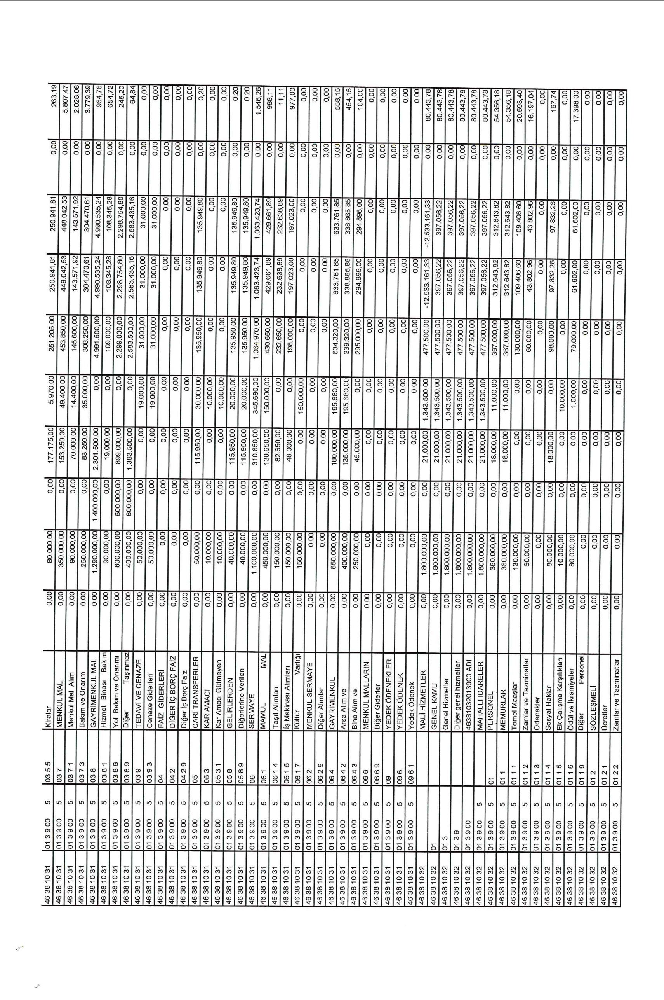 46 38 10 31 01 3 9 00 5 03 5 5 Kiralar 0,00 80.000,00 0,00 177.175,00 5.970,00 251.205,00 250.941,81 250.941,81 0,00 263,19
46 38 10 31 01 3 9 00 5 03 7 MENKUL MAL, 0,00 350.000,00 0,00 153.250,00 49.400,00 453.850,00 448.042,53 448.042,53 0,00 5.807,47
46 38 10 31 01 3 9 00 5 03 7 1 Menkul Mal Alım 0,00 90.000,00 0,00 70.000,00 14.400,00 145.600,00 143.571,92 143.571,92 0,00 2.028,08
46 38 10 31 01 3 9 00 5 03 7 3 Bakım ve Onarım 0,00 260.000,00 0,00 83.250,00 35.000,00 308.250,00 304.470,61 304.470,61 0,00 3.779,39
46 38 10 31 01 3 9 00 5 03 8 GAYRİMENKUL MAL 0,00 1.290.000,00 1.400.000,00 2.301.500,00 0,00 4.991.500,00 4.990.535,24 4.990.535,24 0,00 964,76
46 38 10 31 01 3 9 00 5 03 8 1 Hizmet Binası Bakım 0,00 90.000,00 0,00 19.000,00 0,00 109.000,00 108.345,28 108.345,28 0,00 654,72
46 38 10 31 01 3 9 00 5 03 8 6 Yol Bakım ve Onarımı 0,00 800.000,00 600.000,00 899.000,00 0,00 2.299.000,00 2.298.754,80 2.298.754,80 0,00 245,20
46 38 10 31 01 3 9 00 5 03 8 9 Diğer Taşınmaz 0,00 400.000,00 800.000,00 1.383.500,00 0,00 2.583.500,00 2.583.435,16 2.583.435,16 0,00 64,84
46 38 10 31 01 3 9 00 5 03 9 TEDAVİ VE CENAZE 0,00 50.000,00 0,00 0,00 19.000,00 31.000,00 31.000,00 31.000,00 0,00 0,00
46 38 10 31 01 3 9 00 5 03 9 3 Cenaze Giderleri 0,00 50.000,00 0,00 0,00 19.000,00 31.000,00 31.000,00 31.000,00 0,00 0,00
46 38 10 31 01 3 9 00 5 04 FAİZ GİDERLERİ 0,00 0,00 0,00 0,00 0,00 0,00 0,00 0,00 0,00 0,00
46 38 10 31 01 3 9 00 5 04 2 DİĞER İÇ BORÇ FAİZ 0,00 0,00 0,00 0,00 0,00 0,00 0,00 0,00 0,00 0,00
46 38 10 31 01 3 9 00 5 04 2 9 Diğer İç Borç Faiz 0,00 0,00 0,00 0,00 0,00 0,00 0,00 0,00 0,00 0,00
46 38 10 31 01 3 9 00 5 05 CARİ TRANSFERLER 0,00 50.000,00 0,00 115.950,00 30.000,00 135.950,00 135.949,80 135.949,80 0,00 0,20
46 38 10 31 01 3 9 00 5 05 3 KAR AMACI 0,00 10.000,00 0,00 0,00 10.000,00 0,00 0,00 0,00 0,00 0,00
46 38 10 31 01 3 9 00 5 05 3 1 Kar Amacı Gütmeyen 0,00 10.000,00 0,00 0,00 10.000,00 0,00 0,00 0,00 0,00 0,00
46 38 10 31 01 3 9 00 5 05 8 GELİRLERDEN 0,00 40.000,00 0,00 115.950,00 20.000,00 135.950,00 135.949,80 135.949,80 0,00 0,20
46 38 10 31 01 3 9 00 5 05 8 9 Diğerlerine Verilen 0,00 40.000,00 0,00 115.950,00 20.000,00 135.950,00 135.949,80 135.949,80 0,00 0,20
46 38 10 31 01 3 9 00 5 06 SERMAYE 0,00 1.100.000,00 0,00 310.650,00 345.680,00 1.064.970,00 1.063.423,74 1.063.423,74 0,00 1.546,26
46 38 10 31 01 3 9 00 5 06 1 MAMUL MAL 0,00 450.000,00 0,00 130.650,00 150.000,00 430.650,00 429.661,89 429.661,89 0,00 988,11
46 38 10 31 01 3 9 00 5 06 1 4 Taşıt Alımları 0,00 150.000,00 0,00 82.650,00 0,00 232.650,00 232.638,89 232.638,89 0,00 11,11
46 38 10 31 01 3 9 00 5 06 1 5 İş Makinası Alımları 0,00 150.000,00 0,00 48.000,00 0,00 198.000,00 197.023,00 197.023,00 0,00 977,00
46 38 10 31 01 3 9 00 5 06 1 7 Kültür Varlığı 0,00 150.000,00 0,00 0,00 150.000,00 0,00 0,00 0,00 0,00 0,00
46 38 10 31 01 3 9 00 5 06 2 MENKUL SERMAYE 0,00 0,00 0,00 0,00 0,00 0,00 0,00 0,00 0,00 0,00
46 38 10 31 01 3 9 00 5 06 2 9 Diğer Alımlar 0,00 0,00 0,00 0,00 0,00 0,00 0,00 0,00 0,00 0,00
46 38 10 31 01 3 9 00 5 06 4 GAYRİMENKUL 0,00 650.000,00 0,00 180.000,00 195.680,00 634.320,00 633.761,85 633.761,85 0,00 558,15
46 38 10 31 01 3 9 00 5 06 4 2 Arsa Alım ve 0,00 400.000,00 0,00 135.000,00 195.680,00 339.320,00 338.865,85 338.865,85 0,00 454,15
46 38 10 31 01 3 9 00 5 06 4 3 Bina Alım ve 0,00 250.000,00 0,00 45.000,00 0,00 295.000,00 294.896,00 294.896,00 0,00 104,00
46 38 10 31 01 3 9 00 5 06 6 MENKUL MALLARIN 0,00 0,00 0,00 0,00 0,00 0,00 0,00 0,00 0,00 0,00
46 38 10 31 01 3 9 00 5 06 6 9 Diğer Giderler 0,00 0,00 0,00 0,00 0,00 0,00 0,00 0,00 0,00 0,00
46 38 10 31 01 3 9 00 5 09 YEDEK ÖDENEKLER 0,00 0,00 0,00 0,00 0,00 0,00 0,00 0,00 0,00 0,00
46 38 10 31 01 3 9 00 5 09 6 YEDEK ÖDENEK 0,00 0,00 0,00 0,00 0,00 0,00 0,00 0,00 0,00 0,00
46 38 10 31 01 3 9 00 5 09 6 1 Yedek Ödenek 0,00 0,00 0,00 0,00 0,00 0,00 0,00 0,00 0,00 0,00
46 38 10 32 MALİ HİZMETLER 0,00 1.800.000,00 0,00 21.000,00 1.343.500,00 477.500,00 -12.533.161,33 -12.533.161,33 0,00 80.443,78
46 38 10 32 01 GENEL KAMU 0,00 1.800.000,00 0,00 21.000,00 1.343.500,00 477.500,00 397.056,22 397.056,22 0,00 80.443,78
46 38 10 32 01 3 Genel Hizmetler 0,00 1.800.000,00 0,00 21.000,00 1.343.500,00 477.500,00 397.056,22 397.056,22 0,00 80.443,78
46 38 10 32 01 3 9 Diğer genel hizmetler 0,00 1.800.000,00 0,00 21.000,00 1.343.500,00 477.500,00 397.056,22 397.056,22 0,00 80.443,78
46 38 10 32 01 3 9 00 46381032013900 ADI 0,00 1.800.000,00 0,00 21.000,00 1.343.500,00 477.500,00 397.056,22 397.056,22 0,00 80.443,78
46 38 10 32 01 3 9 00 5 MAHALLI IDARELER 0,00 1.800.000,00 0,00 21.000,00 1.343.500,00 477.500,00 397.056,22 397.056,22 0,00 80.443,78
46 38 10 32 01 3 9 00 5 01 PERSONEL 0,00 360.000,00 0,00 18.000,00 11.000,00 367.000,00 312.643,82 312.643,82 0,00 54.356,18
46 38 10 32 01 3 9 00 5 01 1 MEMURLAR 0,00 360.000,00 0,00 18.000,00 11.000,00 367.000,00 312.643,82 312.643,82 0,00 54.356,18
46 38 10 32 01 3 9 00 5 01 1 1 Temel Maaşlar 0,00 130.000,00 0,00 0,00 0,00 130.000,00 109.406,60 109.406,60 0,00 20.593,40
46 38 10 32 01 3 9 00 5 01 1 2 Zamlar ve Tazminatlar 0,00 60.000,00 0,00 0,00 0,00 60.000,00 43.802,96 43.802,96 0,00 16.197,04
46 38 10 32 01 3 9 00 5 01 1 3 Ödenekler 0,00 0,00 0,00 0,00 0,00 0,00 0,00 0,00 0,00 0,00
46 38 10 32 01 3 9 00 5 01 1 4 Sosyal Haklar 0,00 80.000,00 0,00 18.000,00 0,00 98.000,00 97.832,26 97.832,26 0,00 167,74
46 38 10 32 01 3 9 00 5 01 1 5 Ek Çalışma Karşılıkları 0,00 10.000,00 0,00 0,00 10.000,00 0,00 0,00 0,00 0,00 0,00
46 38 10 32 01 3 9 00 5 01 1 6 Ödül ve İkramiyeler 0,00 80.000,00 0,00 0,00 1.000,00 79.000,00 61.602,00 61.602,00 0,00 17.398,00
46 38 10 32 01 3 9 00 5 01 1 9 Diğer Personel 0,00 0,00 0,00 0,00 0,00 0,00 0,00 0,00 0,00 0,00
46 38 10 32 01 3 9 00 5 01 2 SÖZLEŞMELİ 0,00 0,00 0,00 0,00 0,00 0,00 0,00 0,00 0,00 0,00
46 38 10 32 01 3 9 00 5 01 2 1 Ücretler 0,00 0,00 0,00 0,00 0,00 0,00 0,00 0,00 0,00 0,00
46 38 10 32 01 3 9 00 5 01 2 2 Zamlar ve Tazminatlar 0,00 0,00 0,00 0,00 0,00 0,00 0,00 0,00 0,00 0,00